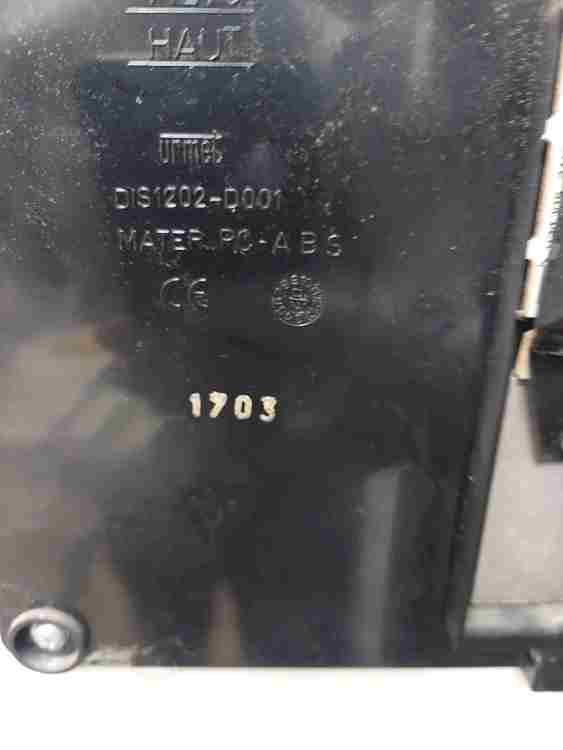 HAUT
urmet
DIS1202-D001
MATER. PC-ABS
CE
1703